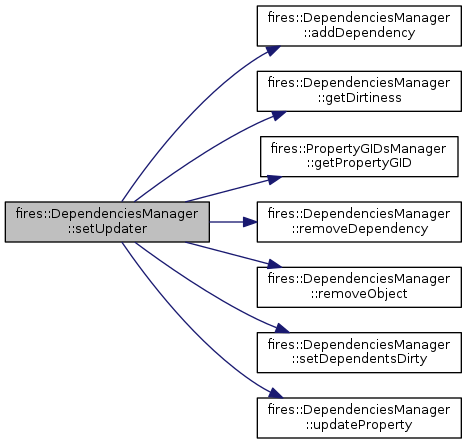 fires::DependenciesManager
::addDependency
fires::DependenciesManager
::getDirtiness
fires::PropertyGIDsManager
::getPropertyGID
fires::DependenciesManager
::setUpdater
fires::DependenciesManager
::removeDependency
fires::DependenciesManager
::removeObject
fires::DependenciesManager
::setDependentsDirty
fires::DependenciesManager
::updateProperty